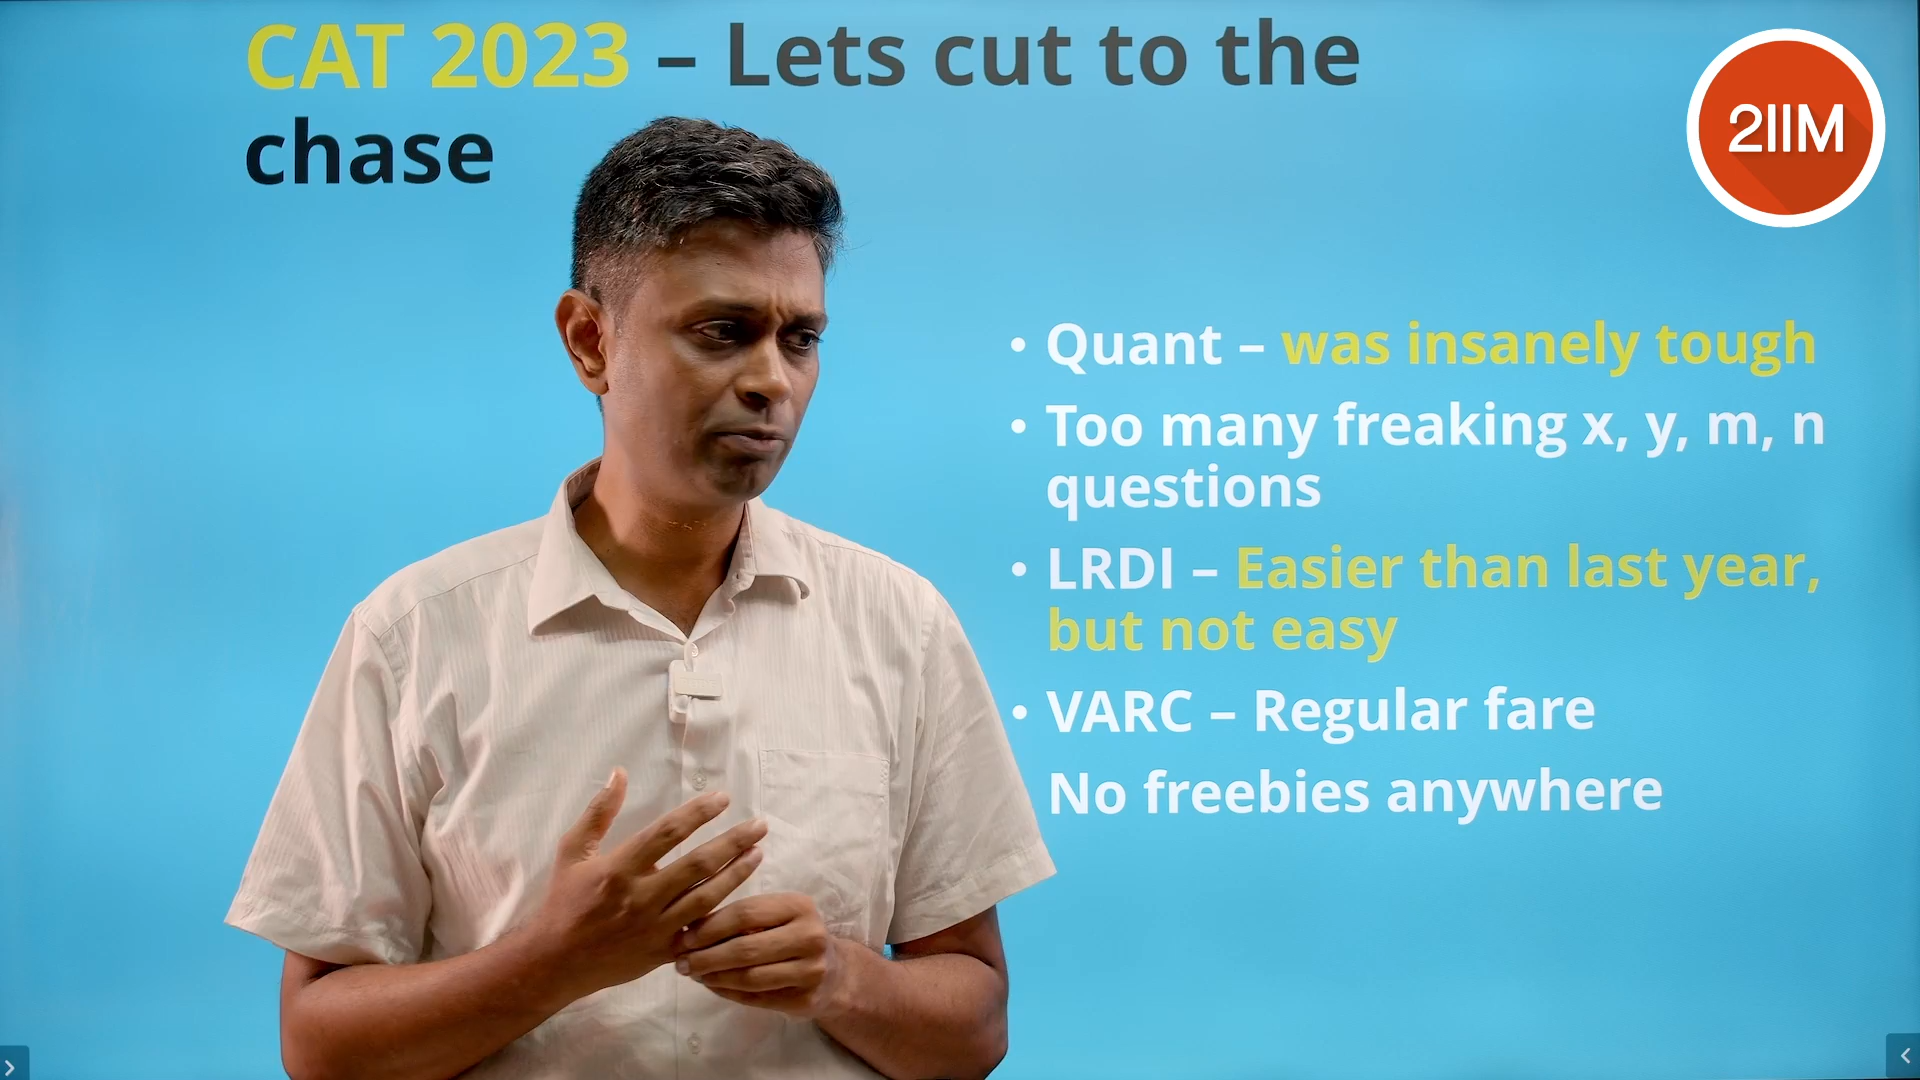 CAT 2023 – Lets cut to the
chase
2IIM
• Quant – was insanely tough
• Too many freaking x, y, m, n
questions
• LRDI – Easier than last year,
but not easy
• VARC – Regular fare
No freebies anywhere